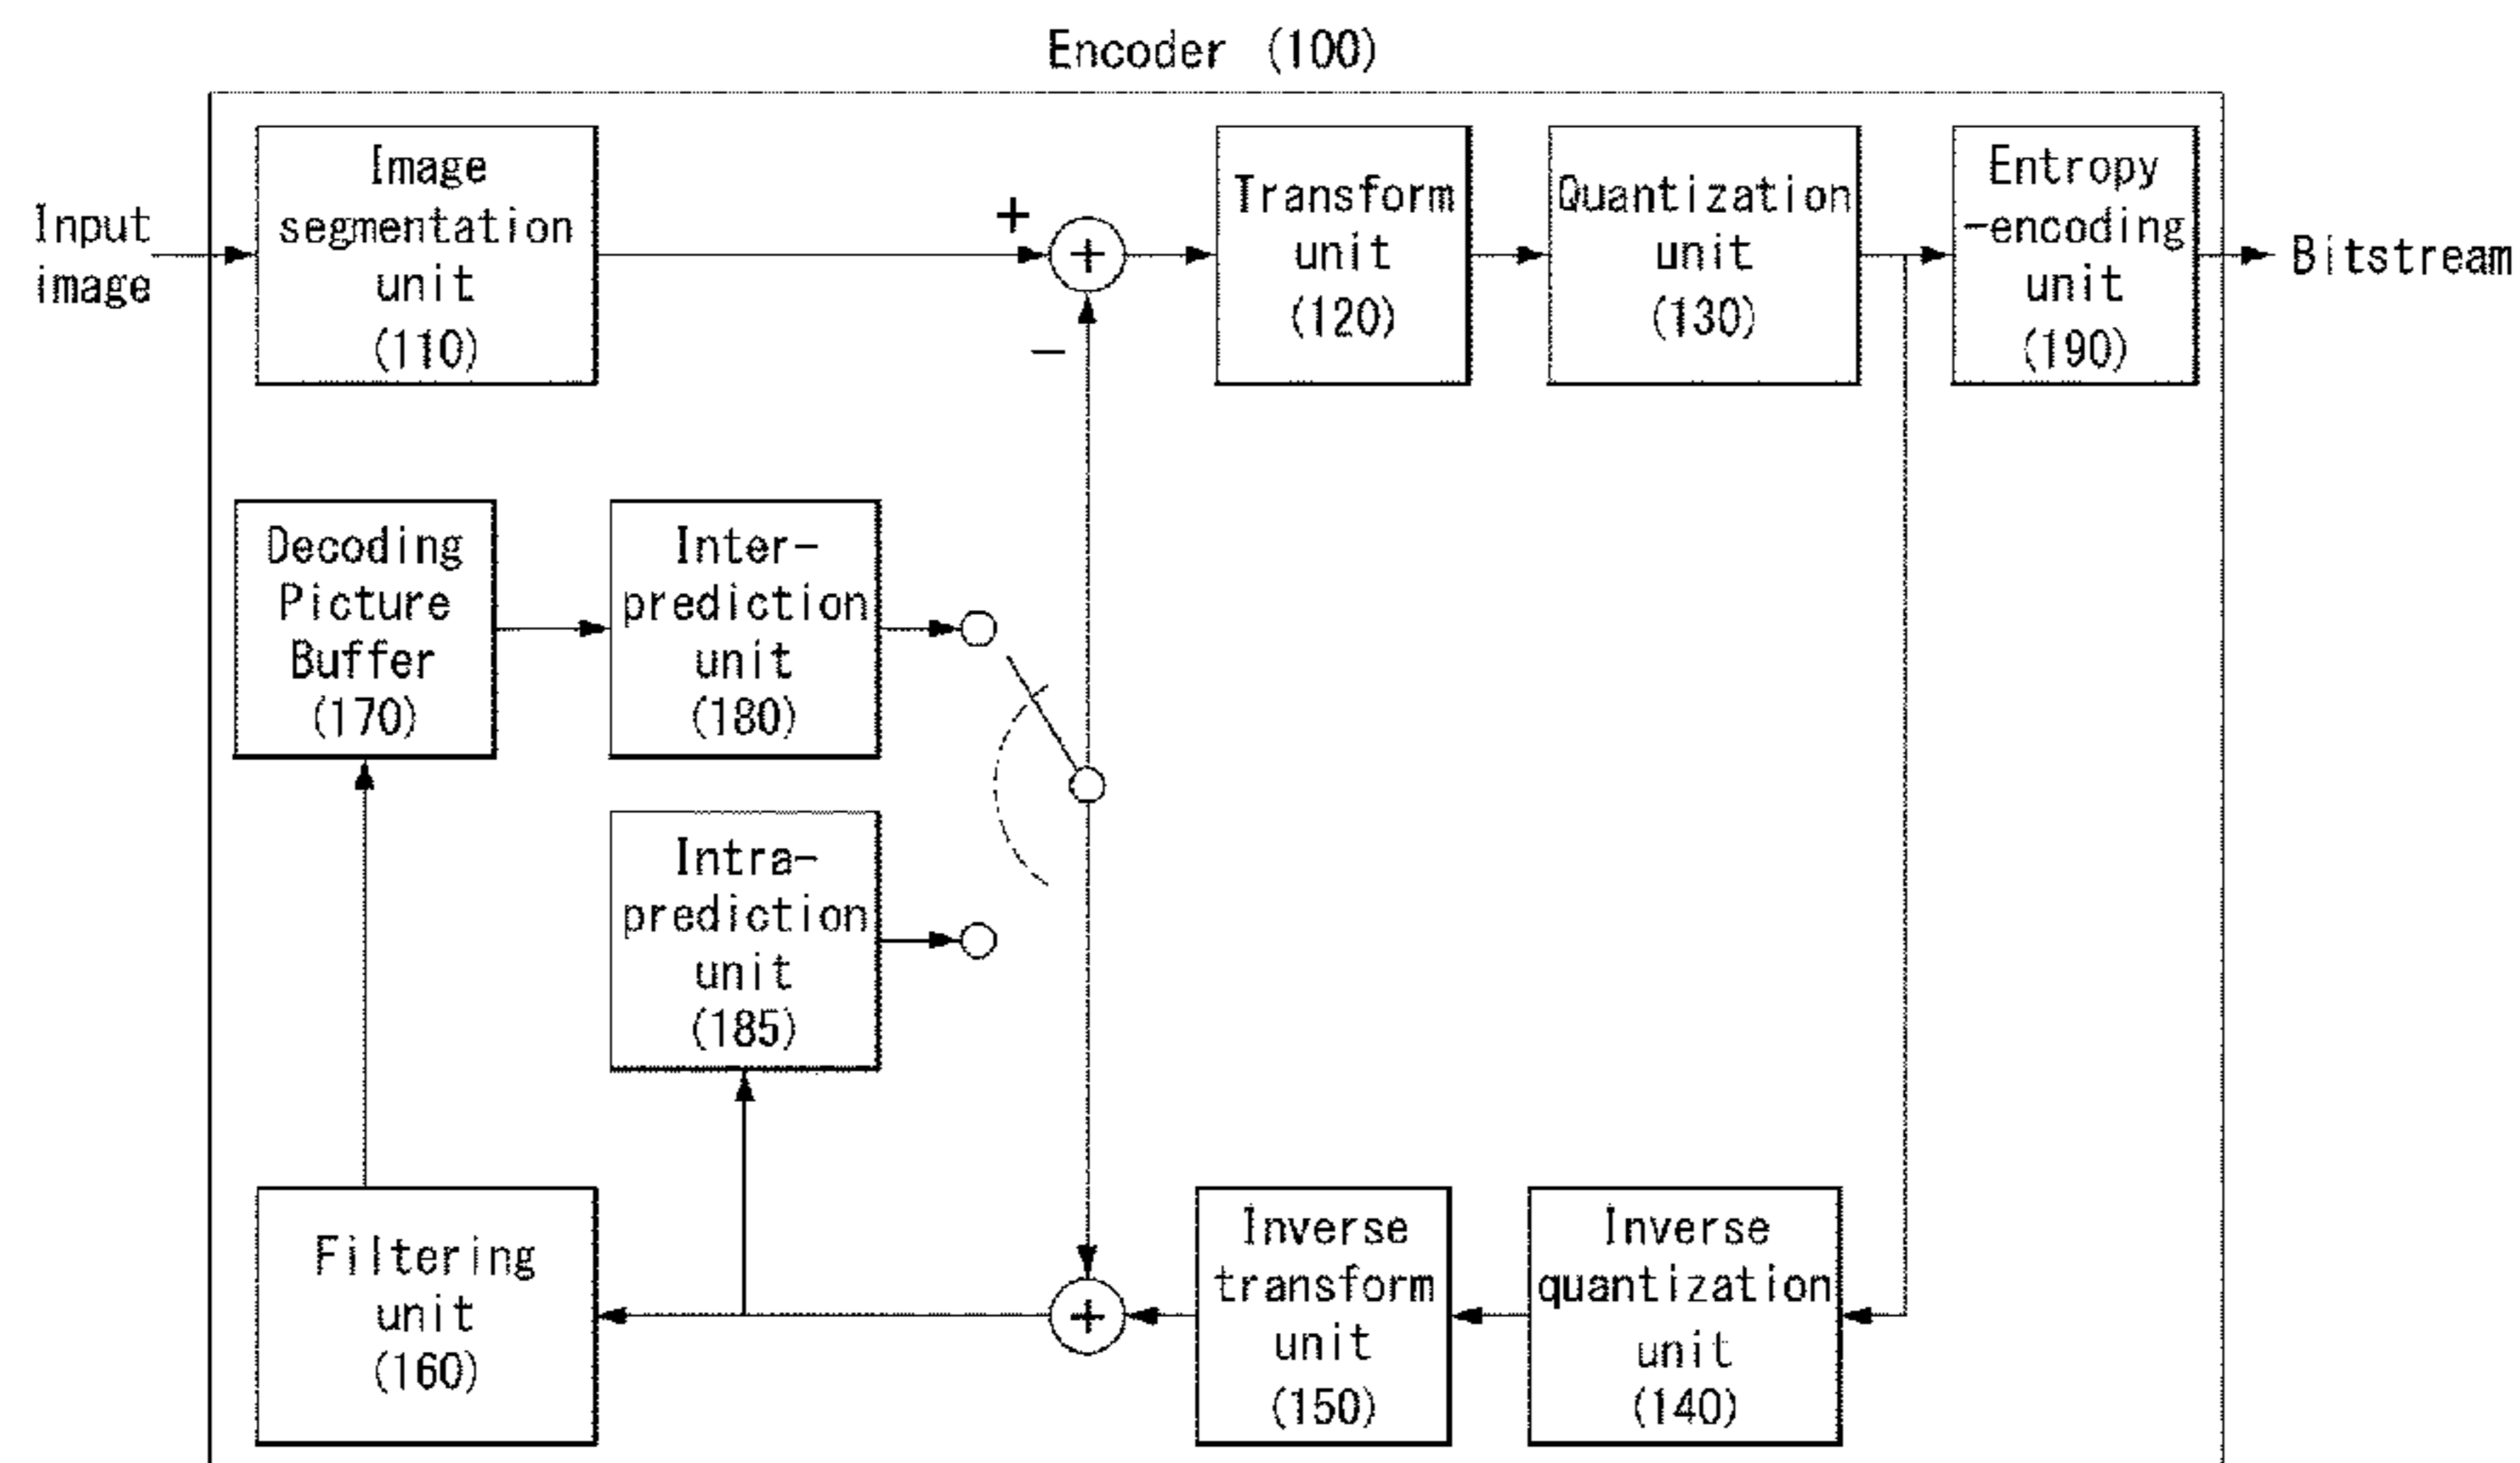 Encoder (100)
Input
image
Image
segmentation
unit
(110)
+
+
−
Transform
unit
(120)
Quantization
unit
(130)
Entropy
-encoding
unit
(190)
Bitstream
Decoding
Picture
Buffer
(170)
Inter-
prediction
unit
(180)
Intra-
prediction
unit
(185)
Filtering
unit
(160)
+
Inverse
transform
unit
(150)
Inverse
quantization
unit
(140)